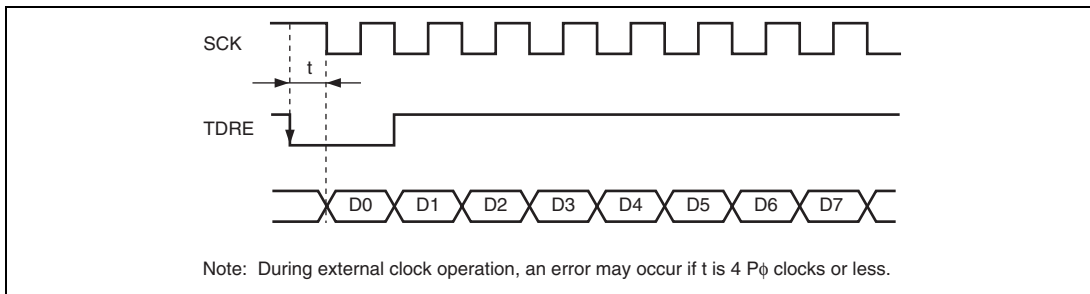 SCK
t
TDRE
D0 D1 D2 D3 D4 D5 D6 D7
Note: During external clock operation, an error may occur if t is 4 Pϕ clocks or less.